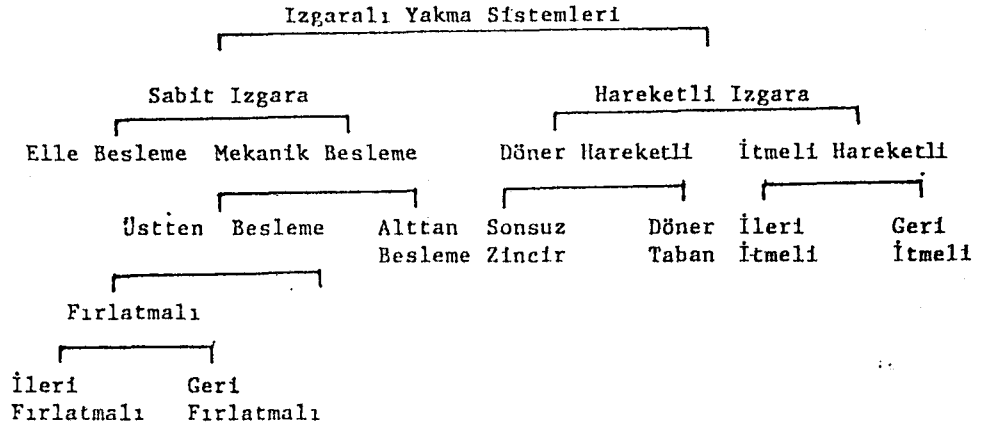 Izgaralı Yakma Sistemleri
Sabit Izgara Hareketli Izgara
Elle Besleme Mekanik Besleme Döner Hareketli İtmeli Hareketli
Üstten Besleme Alttan Sonsuz Döner İleri Geri
Besleme Zincir Taban İtmeli İtmeli
Fırlatmalı
İleri Geri
Fırlatmalı Fırlatmalı